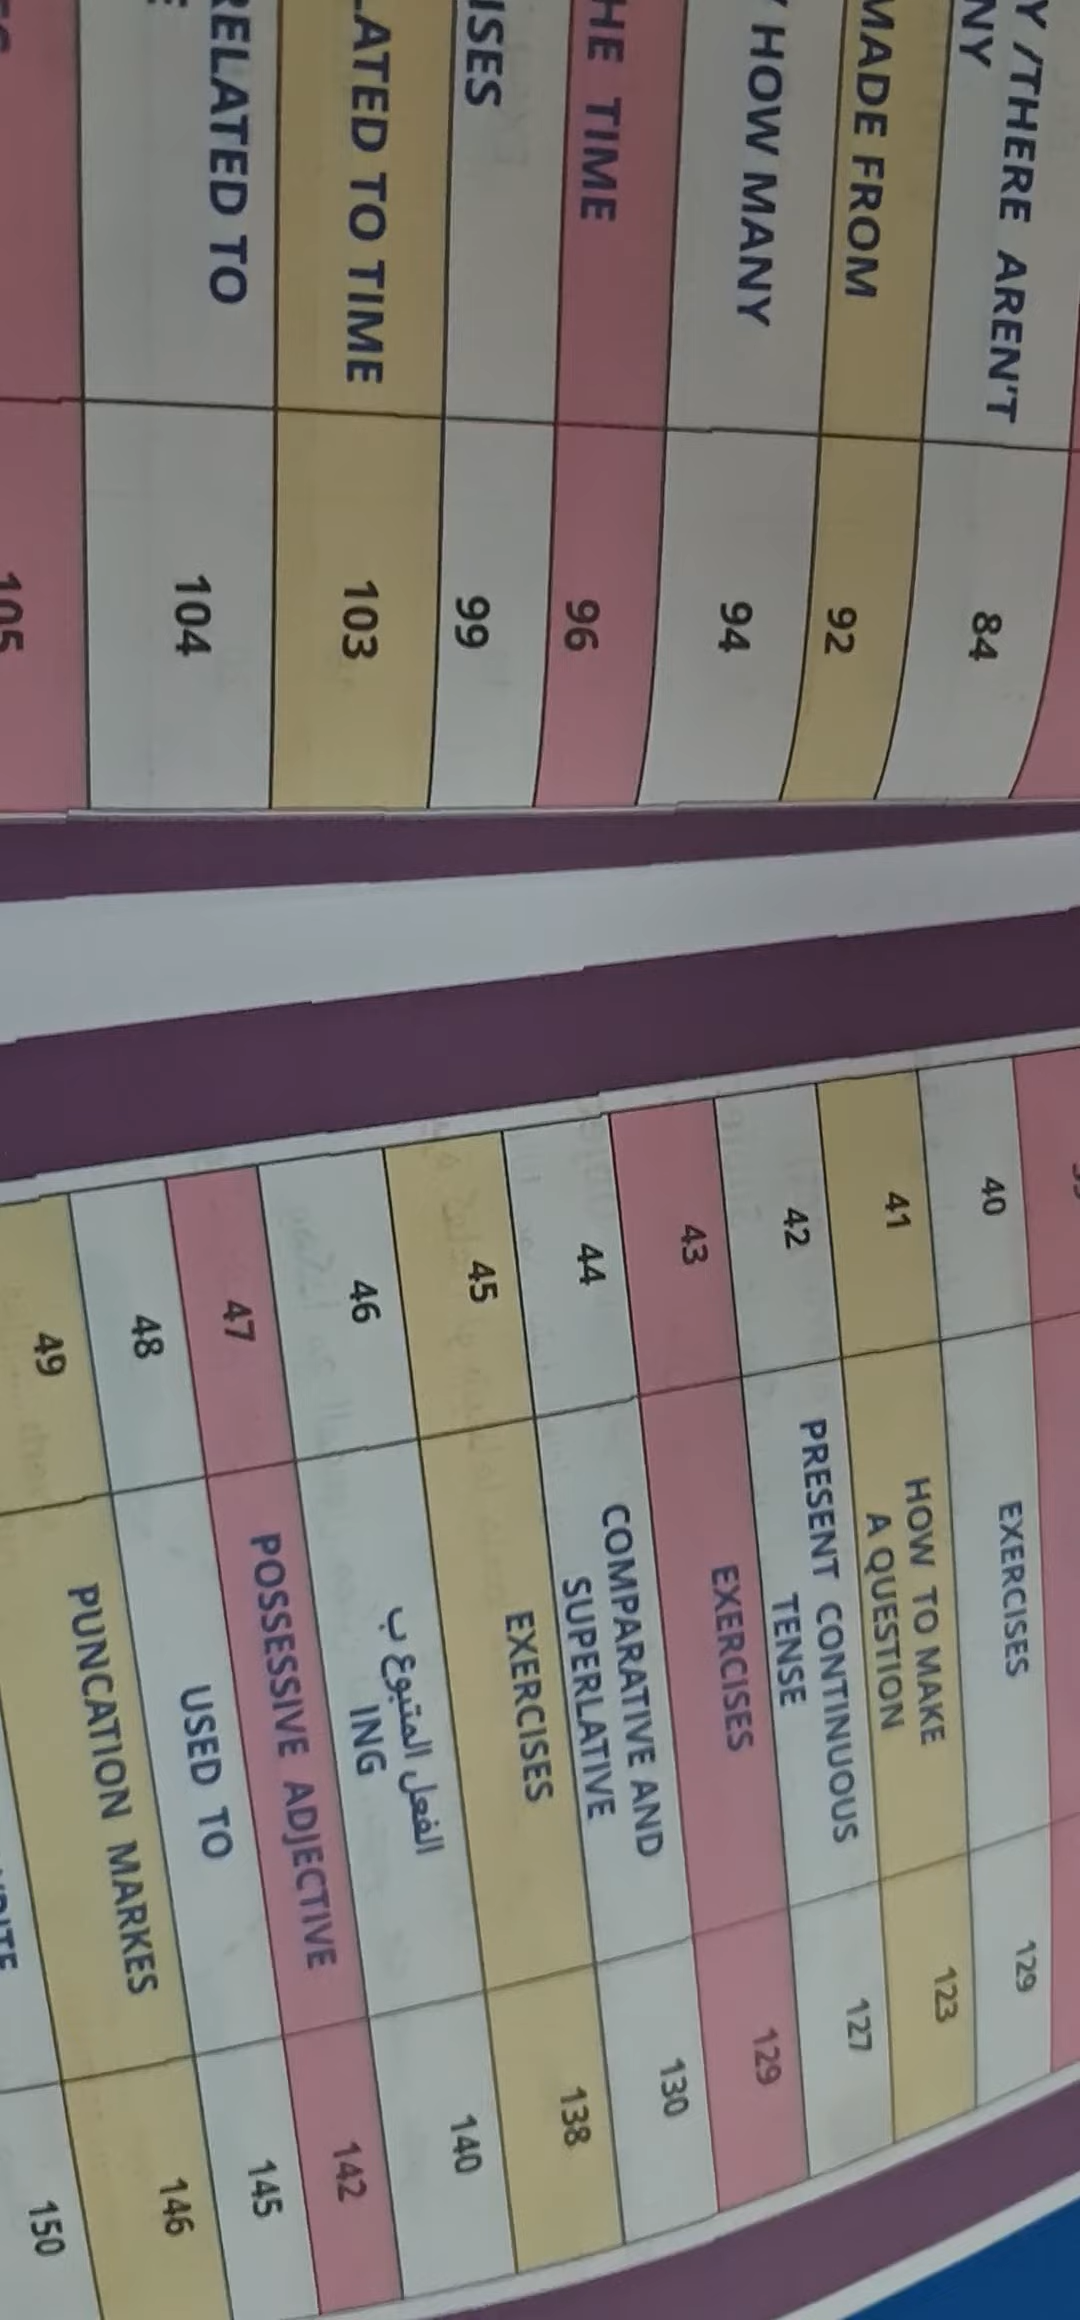 Y /THERE AREN'T
NY
84
MADE FROM
92
HOW MANY
94
HE TIME
96
ISES
99
LATED TO TIME
103
RELATED TO
104
105
40
EXERCISES
129
41
HOW TO MAKE
A QUESTION
123
42
PRESENT CONTINUOUS
TENSE
127
43
EXERCISES
129
44
COMPARATIVE AND
SUPERLATIVE
130
45
EXERCISES
138
46
الفعل المتبوع ب
ING
140
47
POSSESSIVE ADJECTIVE
142
48
USED TO
145
49
PUNCATION MARKES
146
150